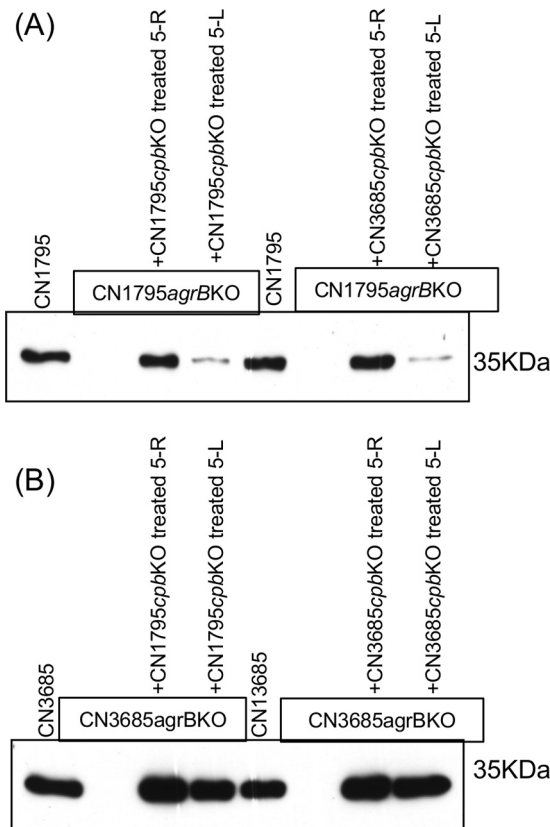 (A)
CN1795
+CN1795cpbKO treated 5-R
+CN1795cpbKO treated 5-L
CN1795
+CN3685cpbKO treated 5-R
+CN3685cpbKO treated 5-L
CN1795agrBKO
CN1795agrBKO
35KDa
(B)
CN3685
+CN1795cpbKO treated 5-R
+CN1795cpbKO treated 5-L
CN13685
+CN3685cpbKO treated 5-R
+CN3685cpbKO treated 5-L
CN3685agrBKO
CN3685agrBKO
35KDa